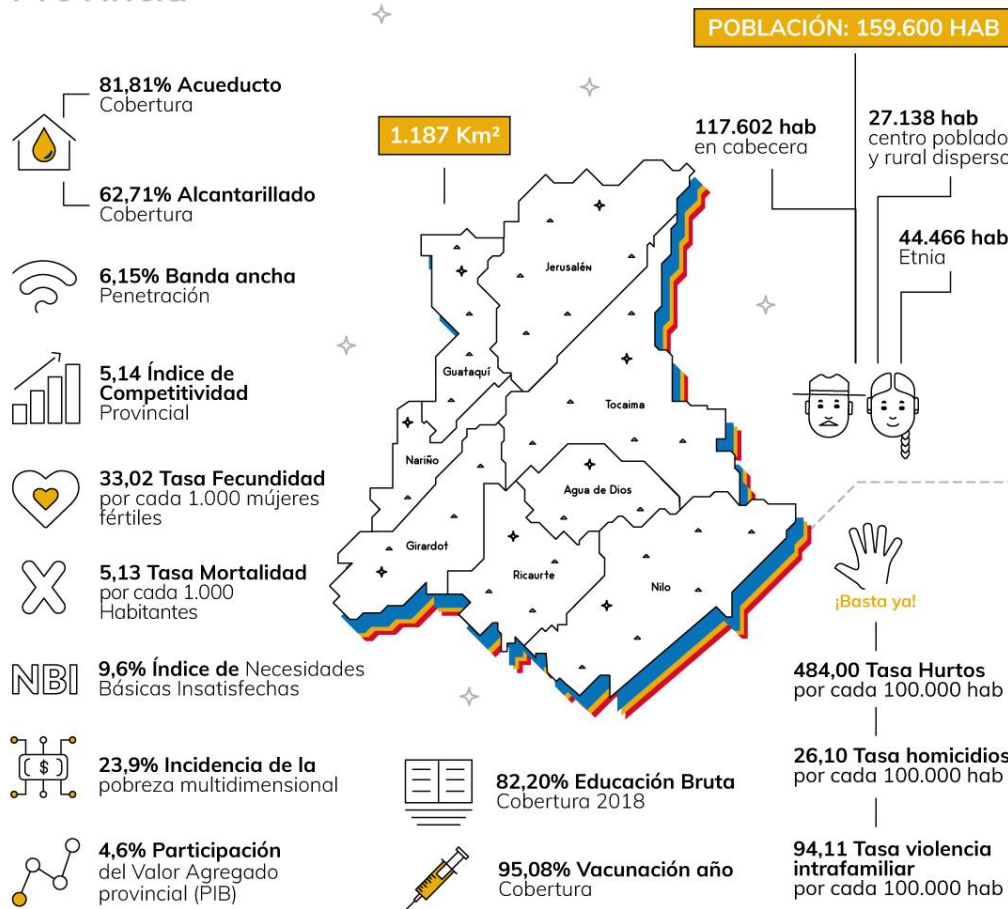 Provincia
POBLACIÓN: 159.600 HAB
81,81% Acueducto
Cobertura
62,71% Alcantarillado
Cobertura
6,15% Banda ancha
Penetración
5,14 Índice de
Competitividad
Provincial
33,02 Tasa Fecundidad
por cada 1.000 mújeres
fértiles
5,13 Tasa Mortalidad
por cada 1.000
Habitantes
NBI
9,6% Índice de Necesidades
Básicas Insatisfechas
$
23,9% Incidencia de la
pobreza multidimensional
4,6% Participación
del Valor Agregado
provincial (PIB)
1.187 Km²
Jerusalén
Guataquí
Tocaima
Nariño
Agua de Dios
Girardot
Ricaurte
Nilo
82,20% Educación Bruta
Cobertura 2018
95,08% Vacunación año
Cobertura
117.602 hab
en cabecera
27.138 hab
centro poblado
y rural disperso
44.466 hab
Etnia
¡Basta ya!
484,00 Tasa Hurtos
por cada 100.000 hab
26,10 Tasa homicidios
por cada 100.000 hab
94,11 Tasa violencia
intrafamiliar
por cada 100.000 hab